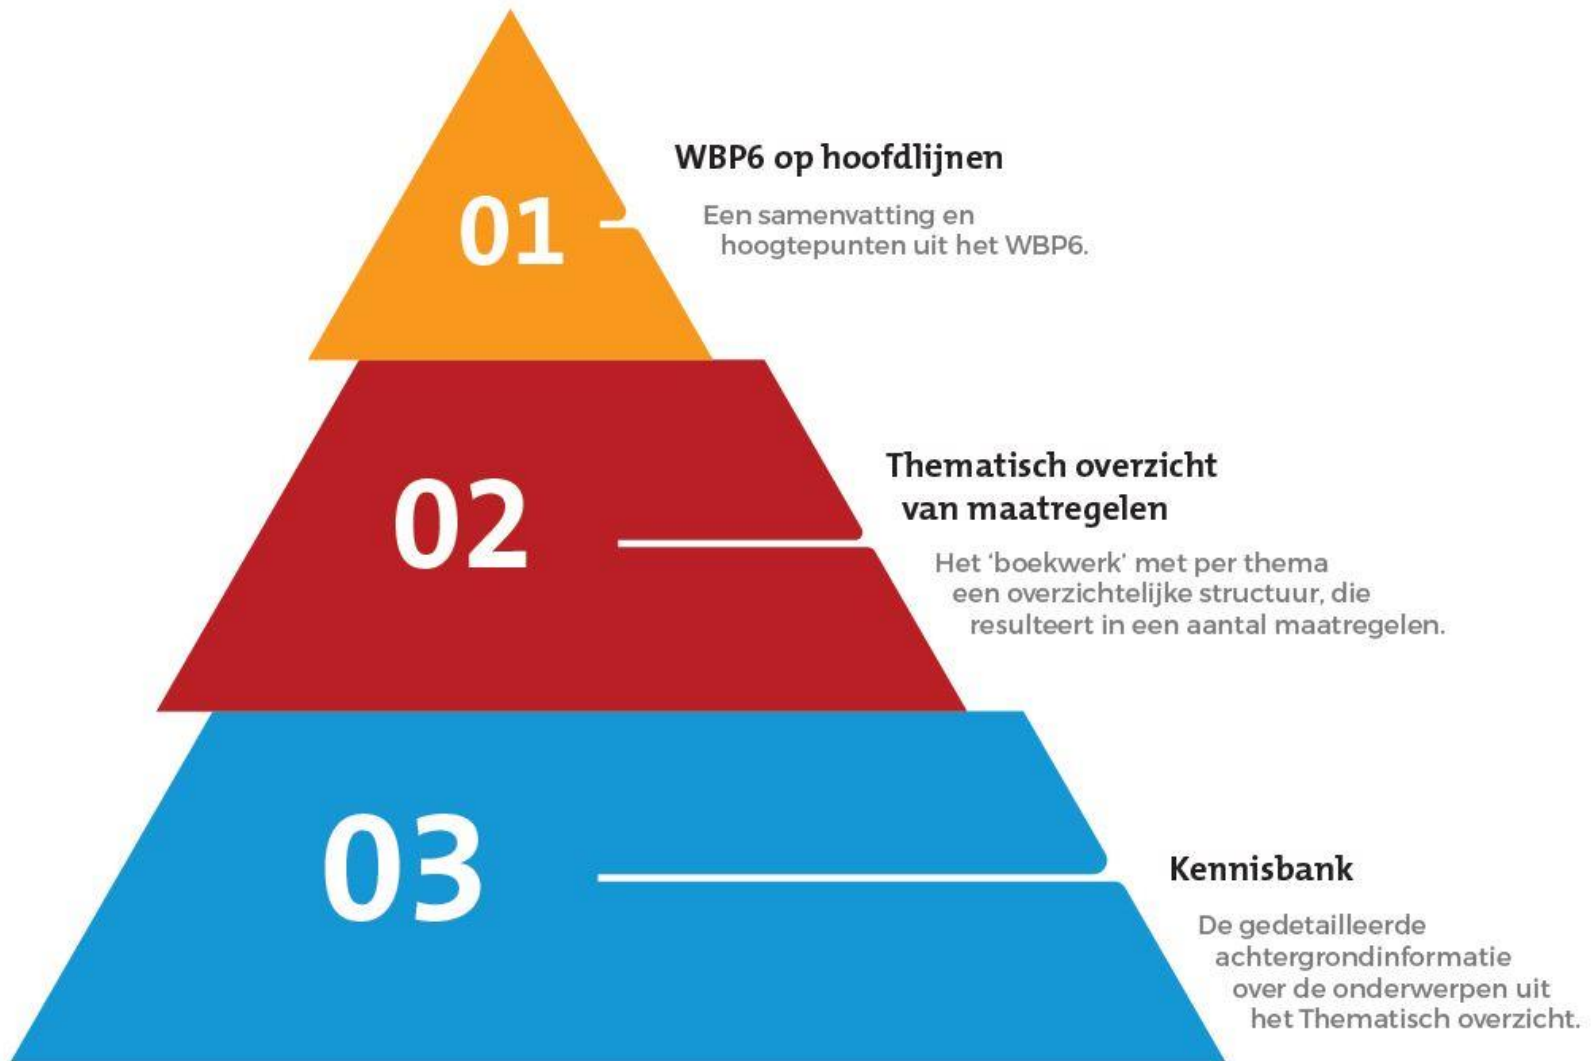 01
WBP6 op hoofdlijnen
Een samenvatting en
hoogtepunten uit het WBP6.
02
Thematisch overzicht
van maatregelen
Het ‘boekwerk’ met per thema
een overzichtelijke structuur, die
resulteert in een aantal maatregelen.
03
Kennisbank
De gedetailleerde
achtergrondinformatie
over de onderwerpen uit
het Thematisch overzicht.